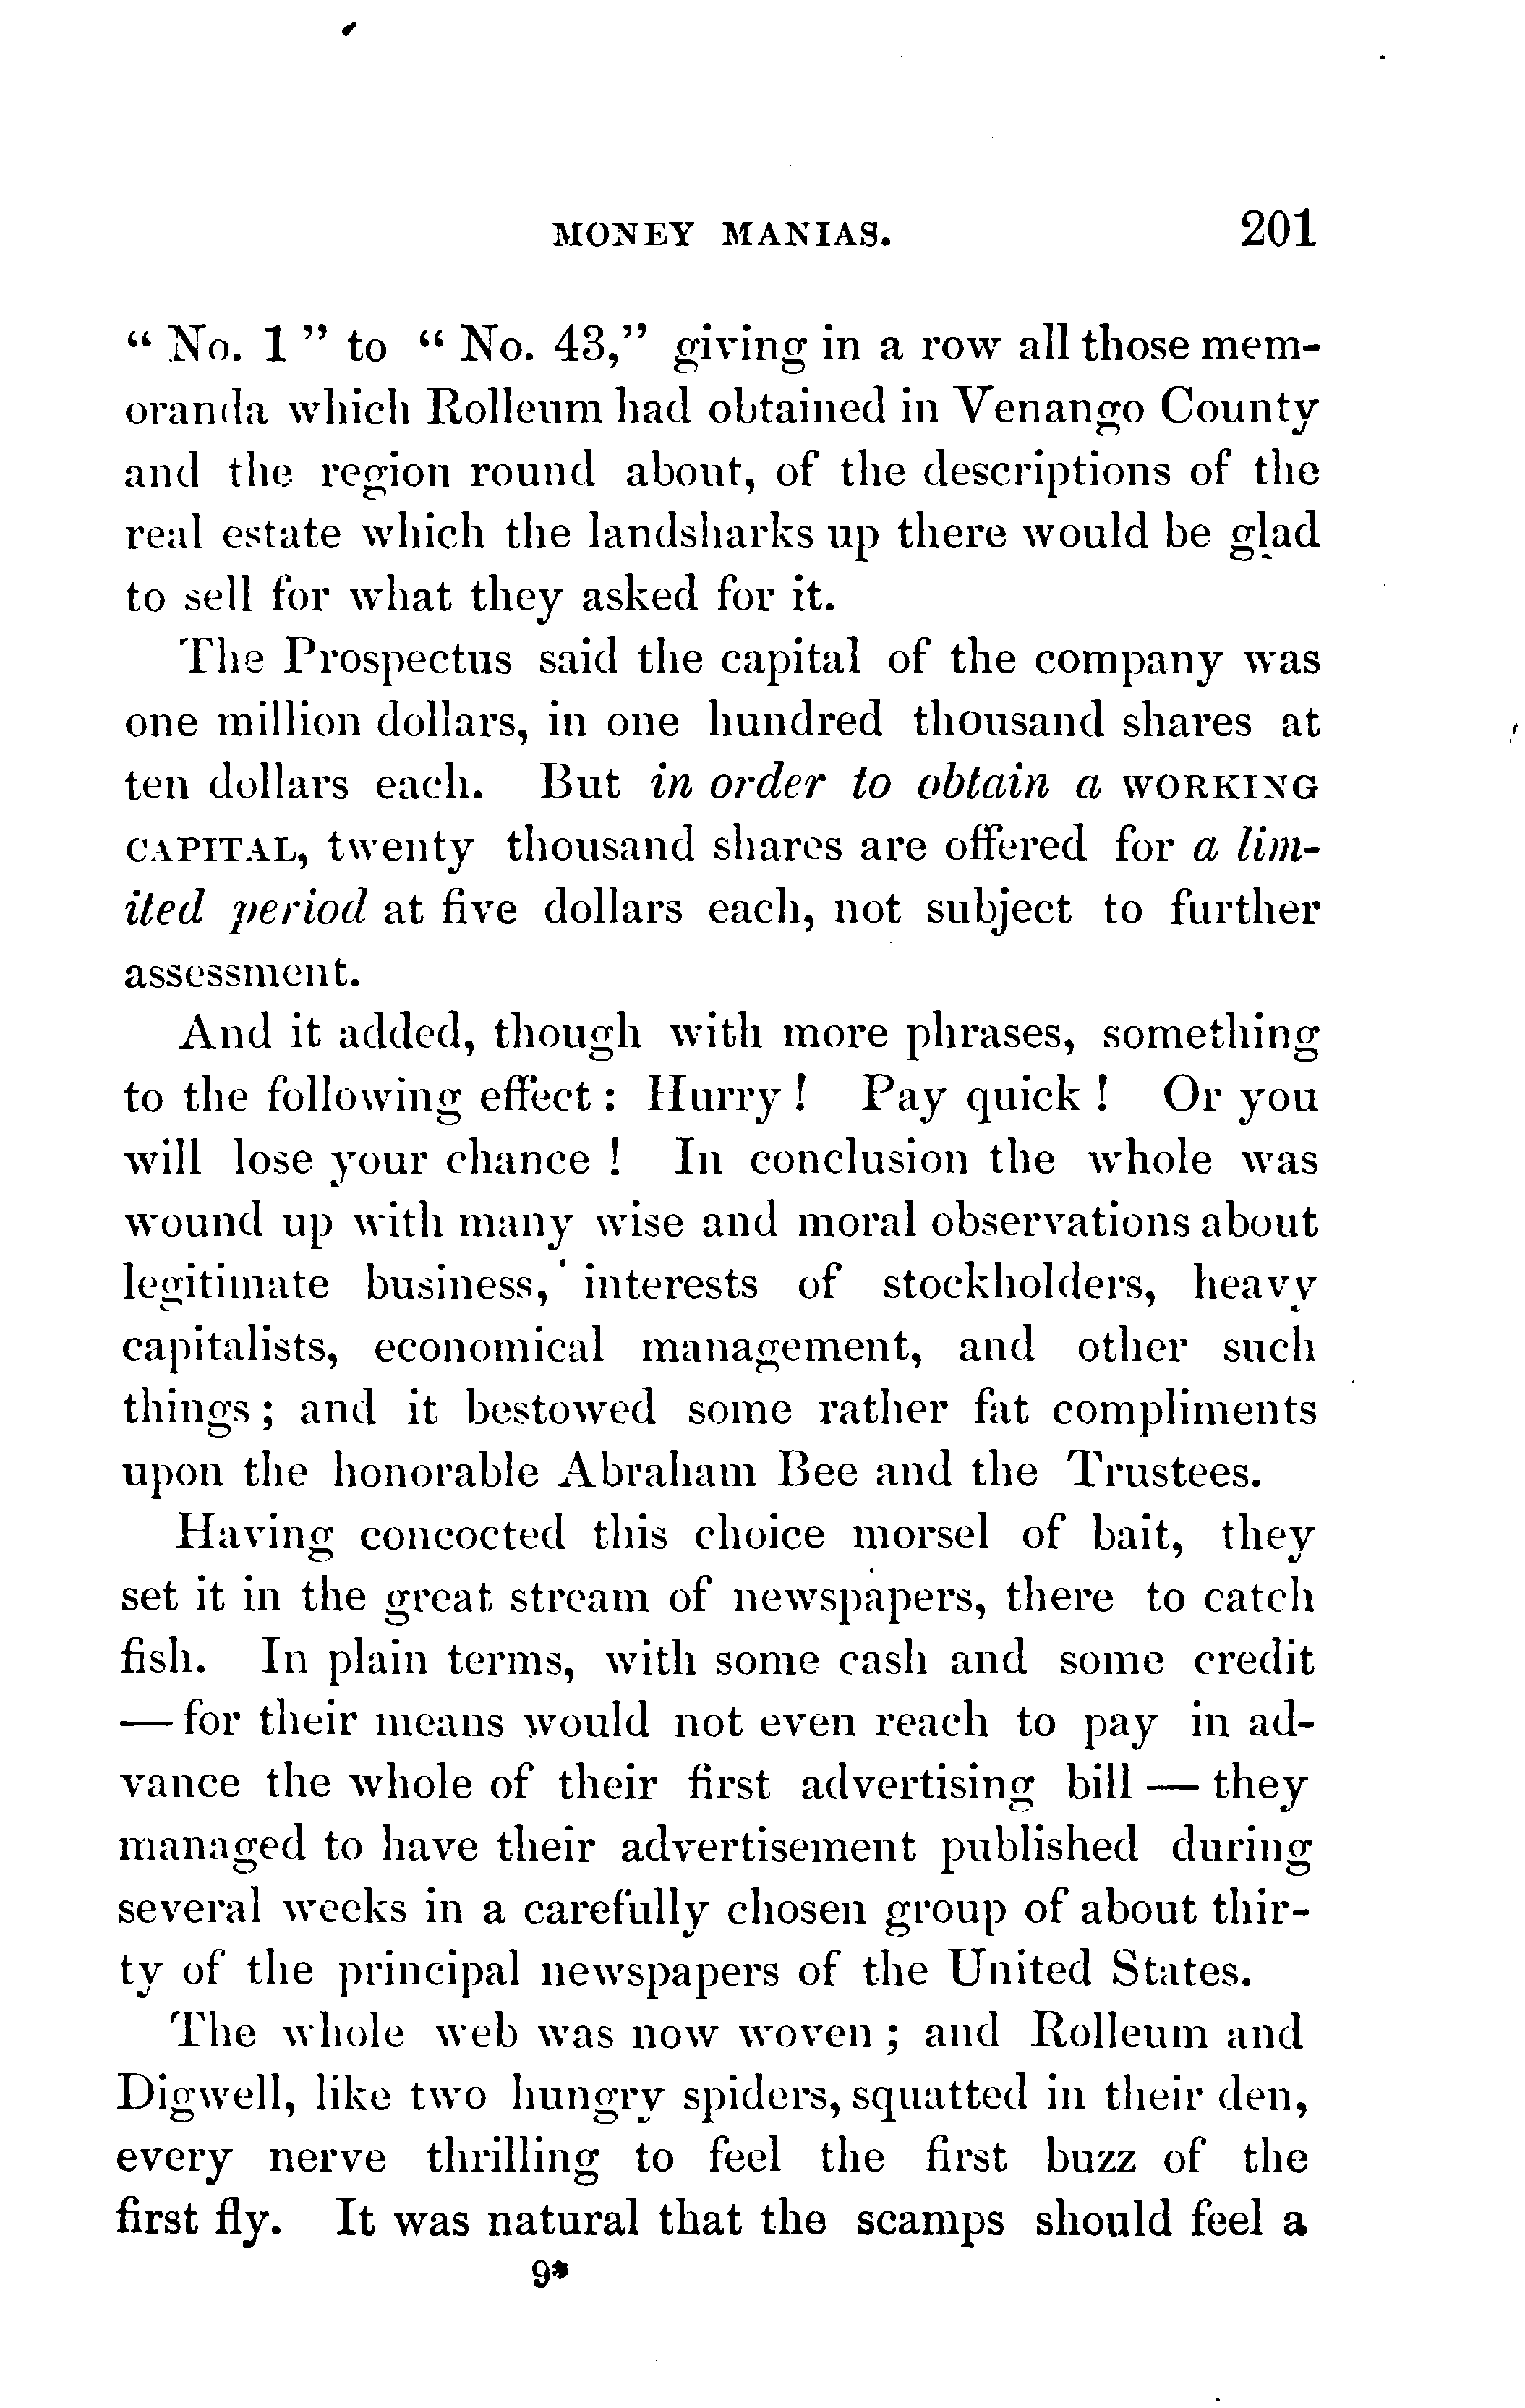 MONEY MANIAS. 201
“ No. 1 ” to “ No. 43,” giving in a row all those mem-
oranda which Rolleum had obtained in Venango County
and the region round about, of the descriptions of the
real estate which the landsharks up there would be glad
to sell for what they asked for it.
The Prospectus said the capital of the company was
one million dollars, in one hundred thousand shares at
ten dollars each. But in order to obtain a WORKING
CAPITAL, twenty thousand shares are offered for a lim-
ited period at five dollars each, not subject to further
assessment.
And it added, though with more phrases, something
to the following effect : Hurry ! Pay quick ! Or you
will lose your chance ! In conclusion the whole was
wound up with many wise and moral observations about
legitimate business, interests of stockholders, heavy
capitalists, economical management, and other such
things ; and it bestowed some rather fat compliments
upon the honorable Abraham Bee and the Trustees.
Having concocted this choice morsel of bait, they
set it in the great stream of newspapers, there to catch
fish. In plain terms, with some cash and some credit
— for their means would not even reach to pay in ad-
vance the whole of their first advertising bill — they
managed to have their advertisement published during
several weeks in a carefully chosen group of about thir-
ty of the principal newspapers of the United States.
The whole web was now woven ; and Rolleum and
Digwell, like two hungry spiders, squatted in their den,
every nerve thrilling to feel the first buzz of the
first fly. It was natural that the scamps should feel a
9*